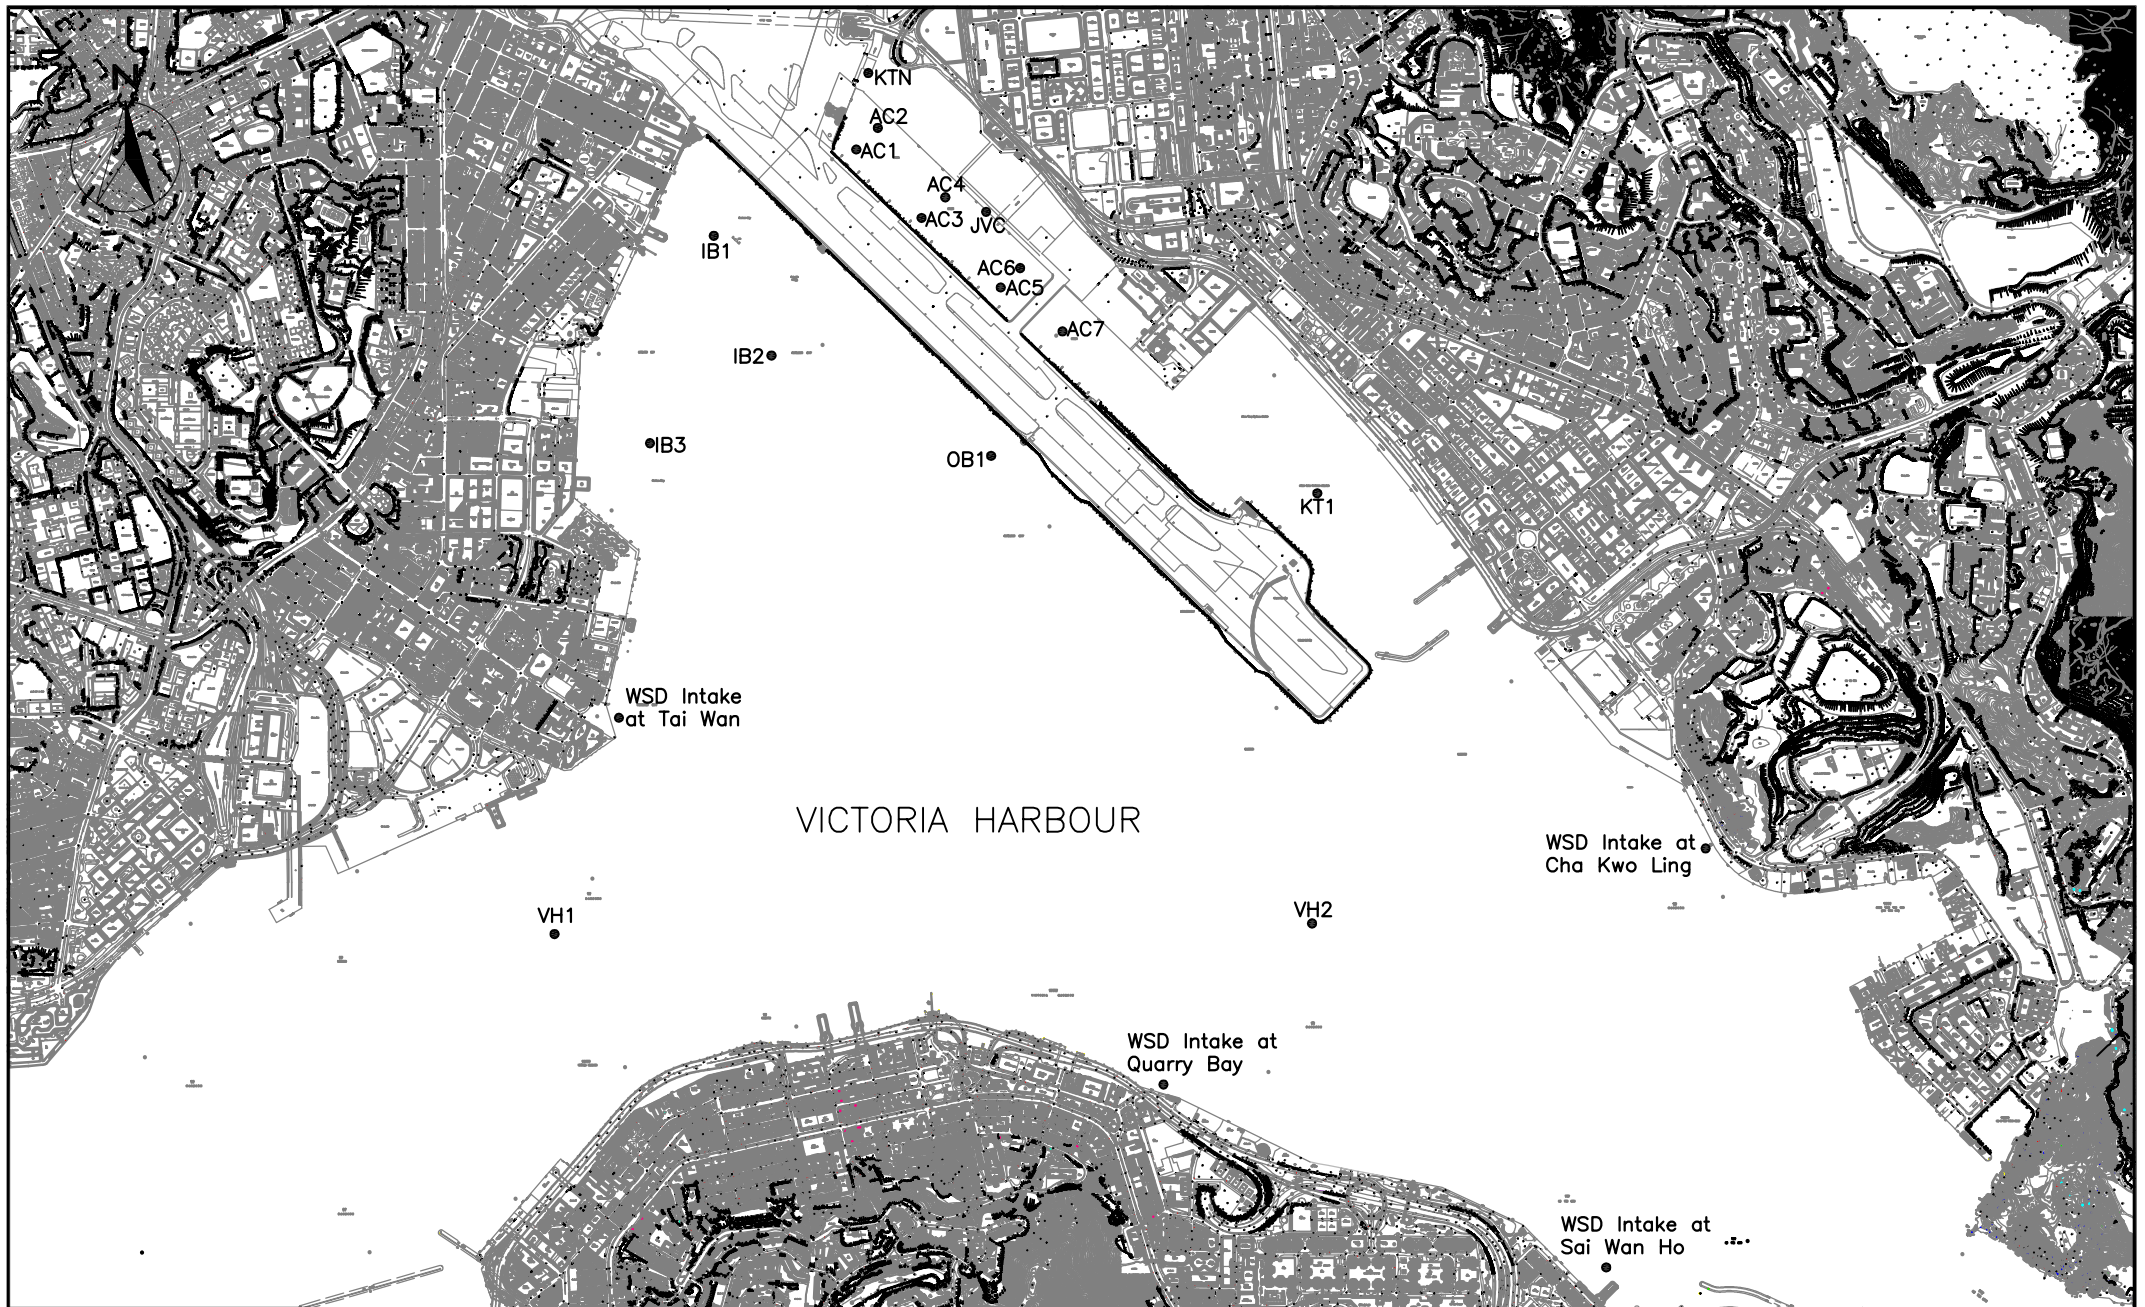 N
KTN
AC2
AC1
AC4
AC3
JVC
IB1
AC6
AC5
AC7
IB2
IB3
OB1
KT1
WSD Intake
at Tai Wan
VICTORIA HARBOUR
WSD Intake at
Cha Kwo Ling
VH1
VH2
WSD Intake at
Quarry Bay
WSD Intake at
Sai Wan Ho